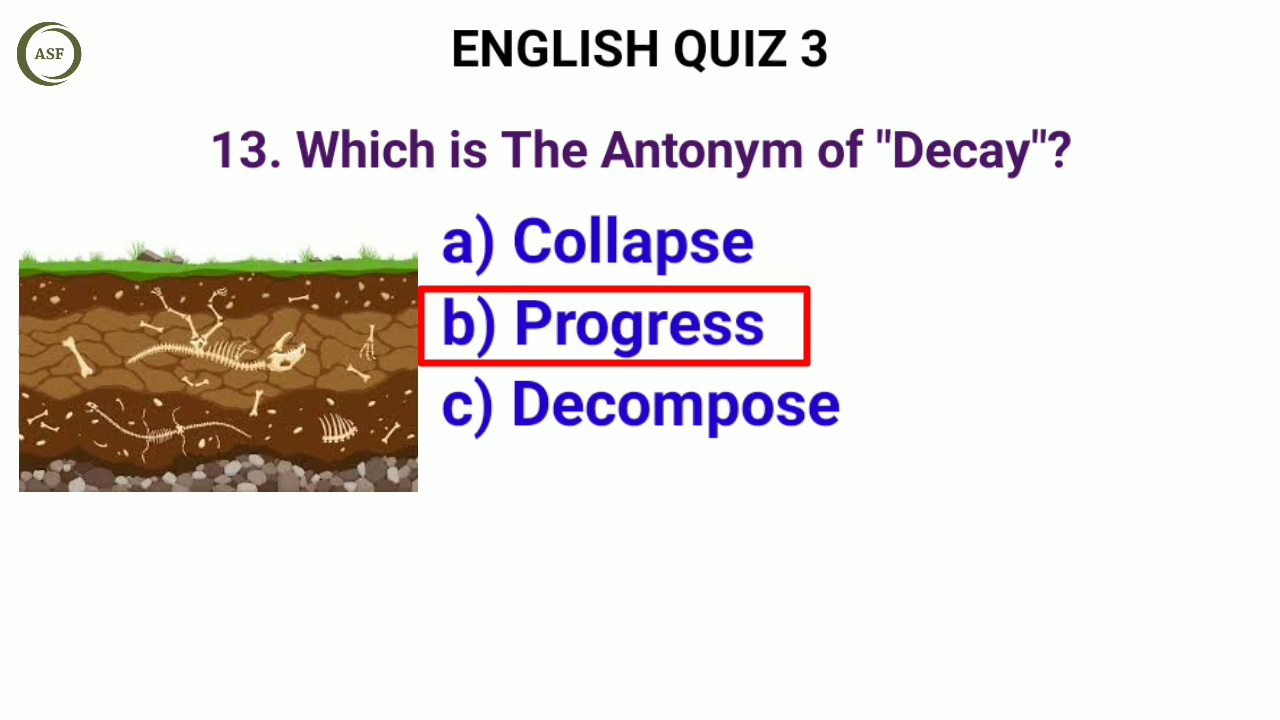 ASF
ENGLISH QUIZ 3
13. Which is The Antonym of "Decay"?
a) Collapse
b) Progress
c) Decompose